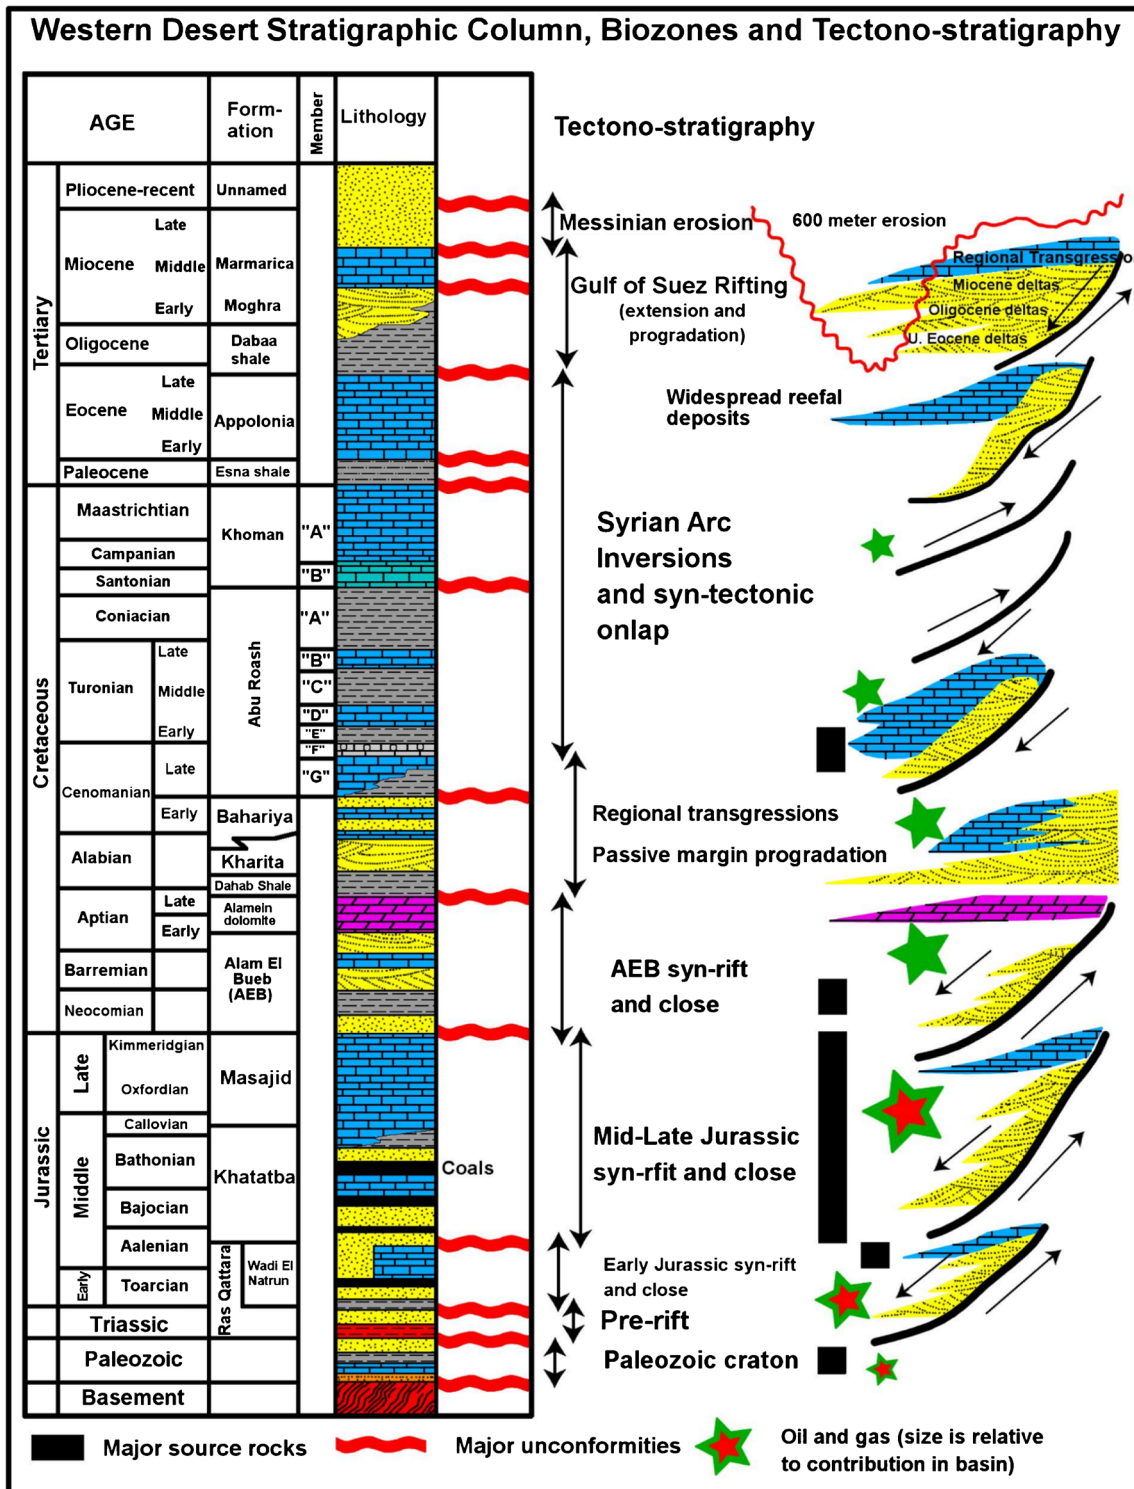 Western Desert Stratigraphic Column, Biozones and Tectono-stratigraphy
AGE
Form-
ation
Member
Lithology
Tectono-stratigraphy
Tertiary
Pliocene-recent
Unnamed
Late
Miocene
Middle
Marmarica
Early
Moghra
Oligocene
Dabaa
shale
Late
Eocene
Middle
Appolonia
Early
Paleocene
Esna shale
Cretaceous
Maastrichtian
Khoman
"A"
Campanian
Santonian
"B"
Coniacian
Abu Roash
"A"
Turonian
Late
"B"
Middle
"C"
"D"
Early
"E"
"F"
Cenomanian
Late
"G"
Early
Bahariya
Alabian
Kharita
Dahab Shale
Aptian
Late
Alamein
dolomite
Early
Barremian
Alam El
Bueb
(AEB)
Neocomian
Jurassic
Late
Kimmeridgian
Masajid
Oxfordian
Middle
Callovian
Bathonian
Khatatba
Coals
Bajocian
Aalenian
Ras Qattara
Wadi El
Natrun
Early
Toarcian
Triassic
Paleozoic
Basement
Messinian erosion
600 meter erosion
Gulf of Suez Rifting
(extension and
progradation)
Regional Transgressio
Miocene deltas
Oligocene deltas
U. Eocene deltas
Widespread reefal
deposits
Syrian Arc
Inversions
and syn-tectonic
onlap
Regional transgressions
Passive margin progradation
AEB syn-rift
and close
Mid-Late Jurassic
syn-rfit and close
Early Jurassic syn-rift
and close
Pre-rift
Paleozoic craton
Major source rocks
Major unconformities
Oil and gas (size is relative
to contribution in basin)